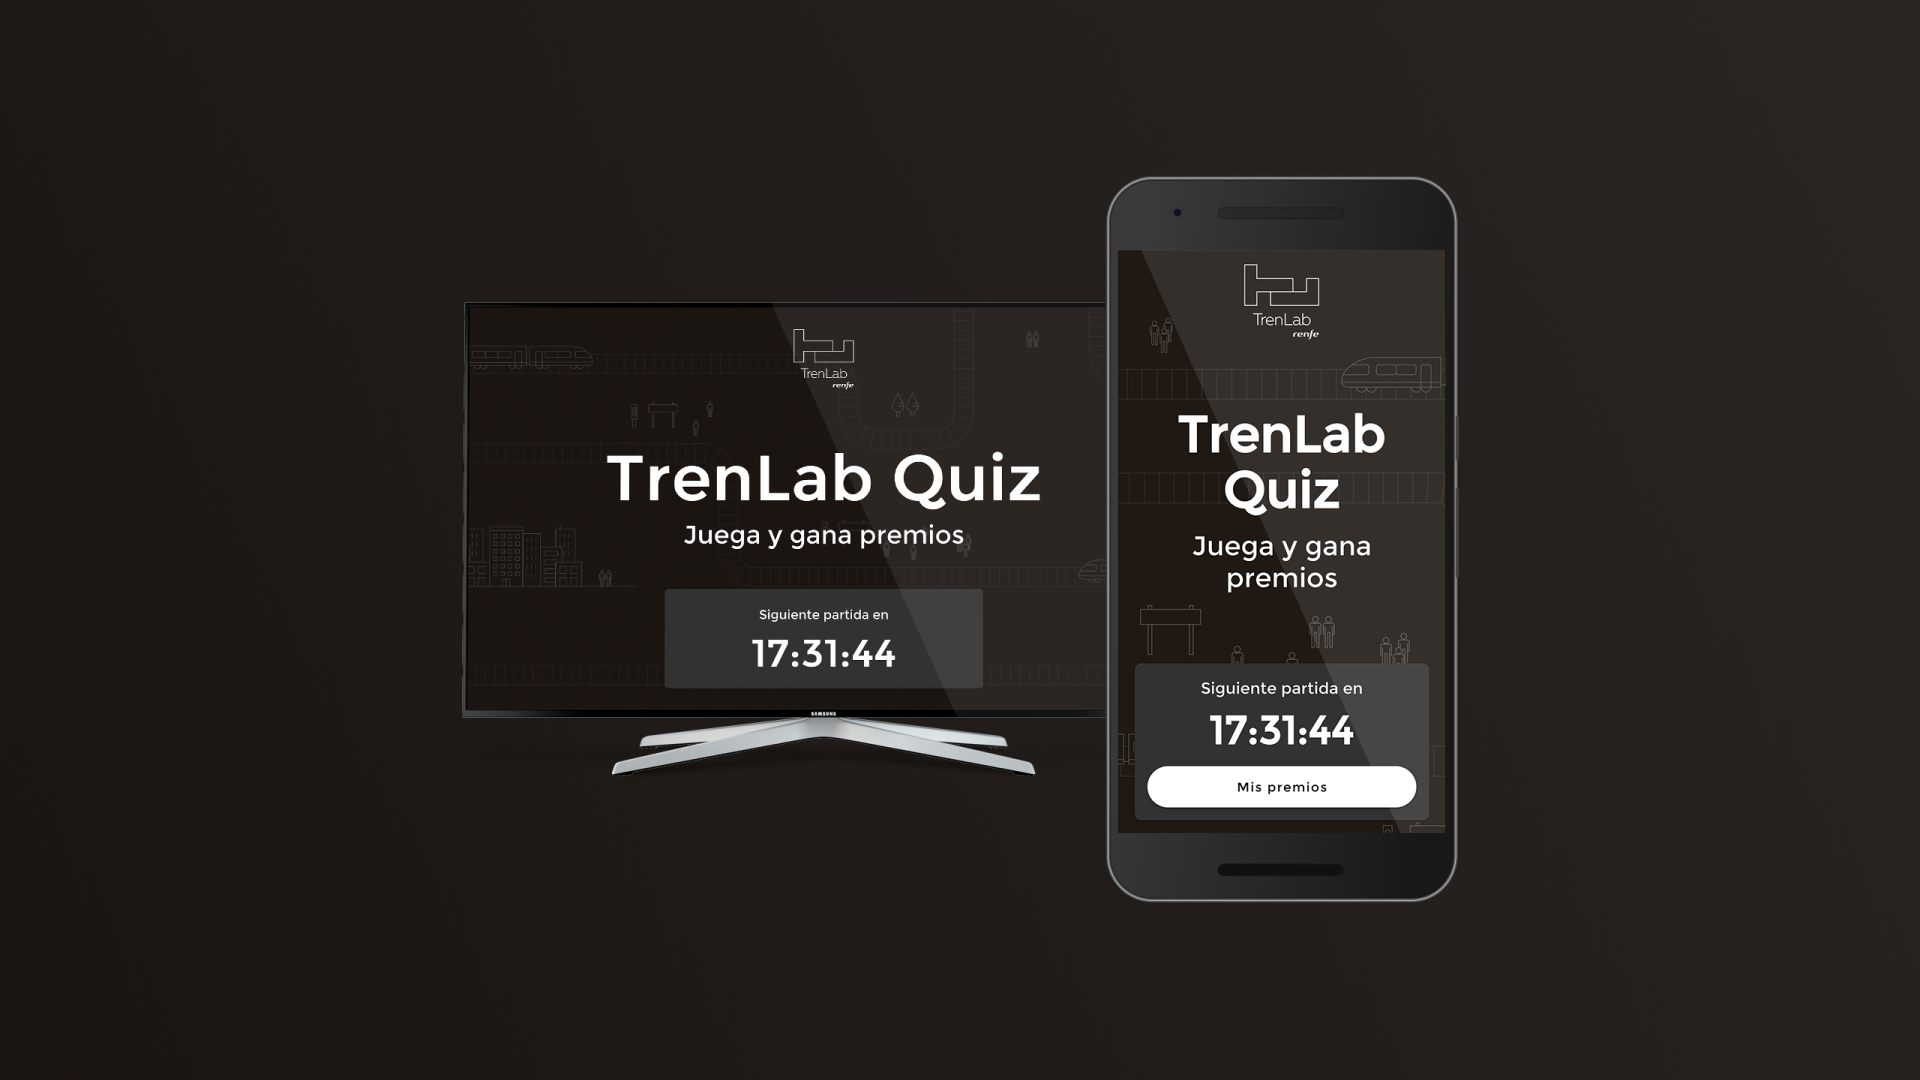 TrenLab
renfe
TrenLab Quiz
Juega y gana premios
Siguiente partida en
17:31:44
SAMSUNG
TrenLab
renfe
TrenLab
Quiz
Juega y gana
premios
Siguiente partida en
17:31:44
Mis premios